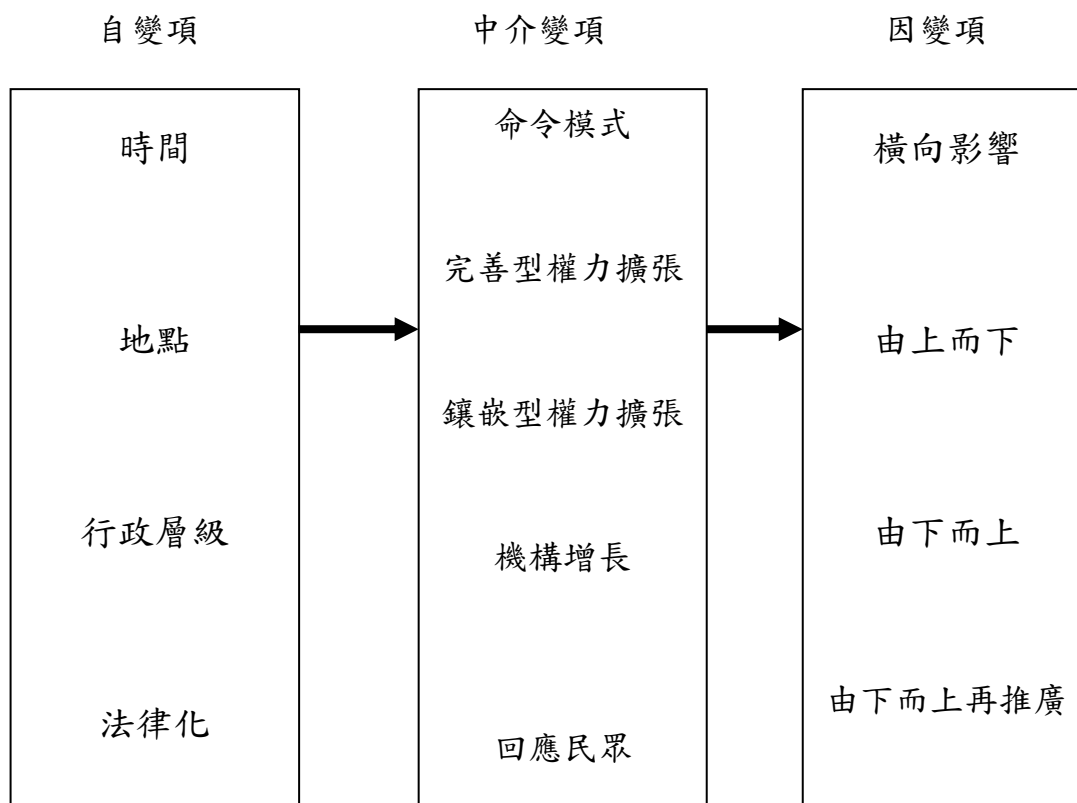 自變項
中介變項
因變項
時間
地點
行政層級
法律化
命令模式
完善型權力擴張
鑲嵌型權力擴張
機構增長
回應民眾
橫向影響
由上而下
由下而上
由下而上再推廣